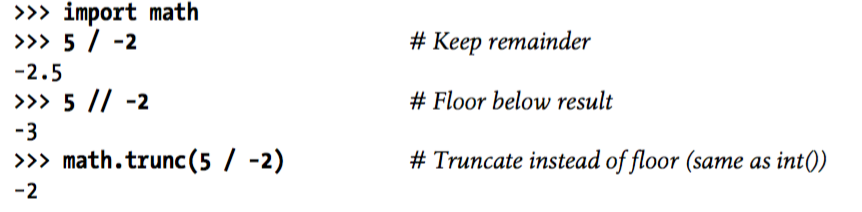 >>> import math
>>> 5 / -2 # Keep remainder
-2.5
>>> 5 // -2 # Floor below result
-3
>>> math.trunc(5 / -2) # Truncate instead of floor (same as int())
-2